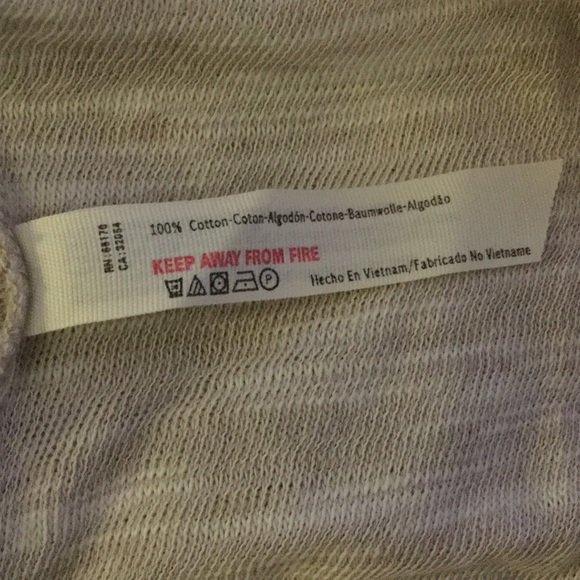 RN:66170
CA:32054
100% Cotton-Coton-Algodón-Cotone-Baumwolle-Algodão
KEEP AWAY FROM FIRE
P
Hecho En Vietnam/Fabricado No Vietname